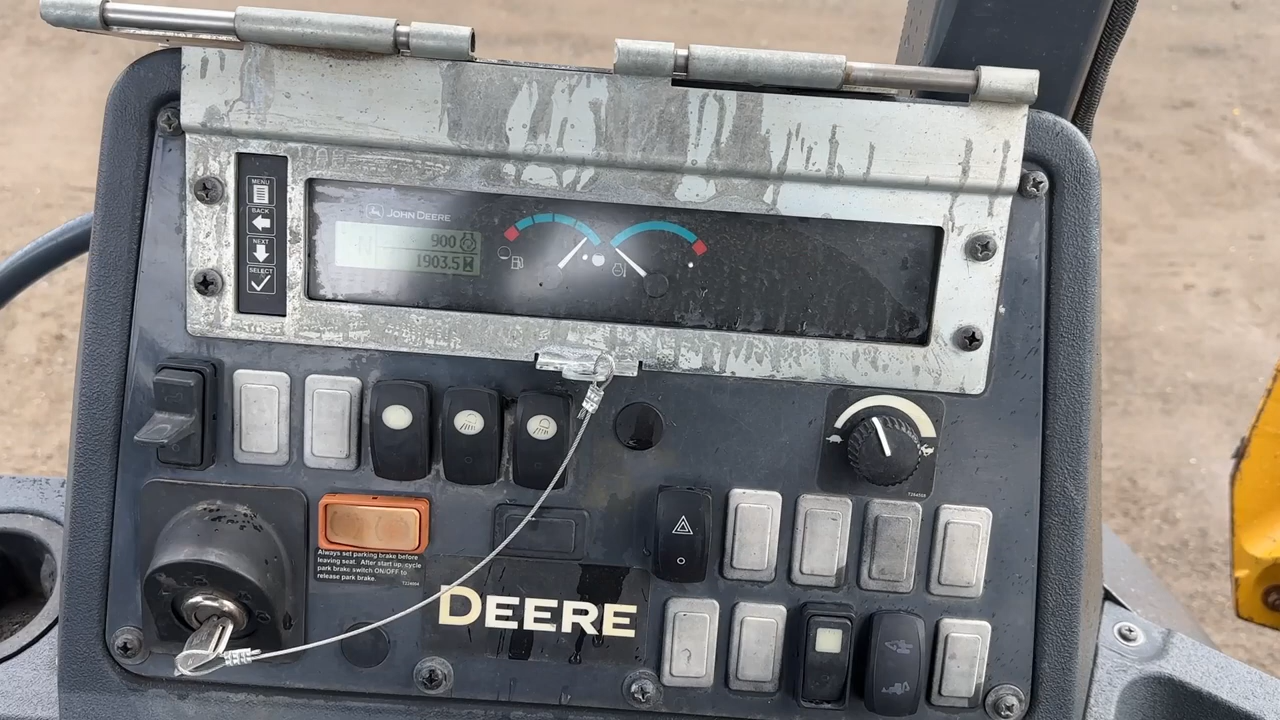 MENU
BACK
NEXT
SELECT
JOHN DEERE
N
900
1903.5
Always set parking brake before
leaving seat. After start up, cycle
park brake switch ON/OFF to
release park brake.
DEERE